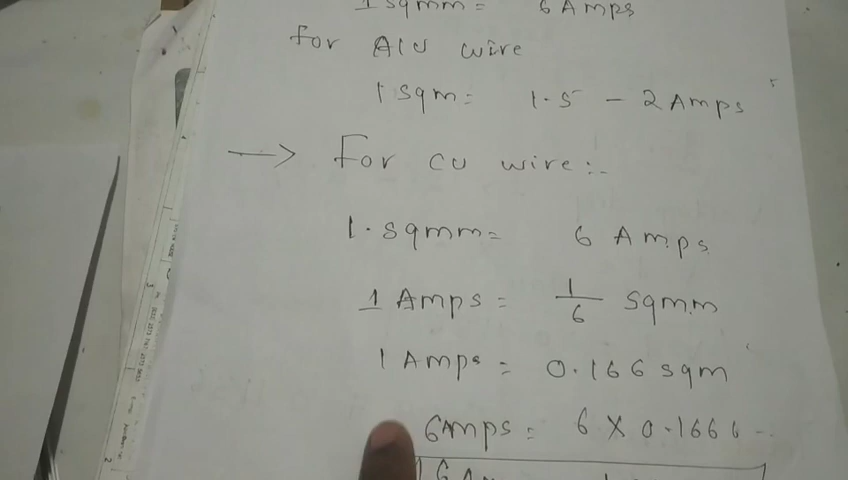 1 sqmm = 6 Amps
For Alu wire
1 sqm = 1.5 - 2 Amps
→ For cu wire:-
1. sqmm = 6 Amps
1 Amps = 1/6 sqmm
1 Amps = 0.166 sqm
6Amps = 6 X 0.1666 --